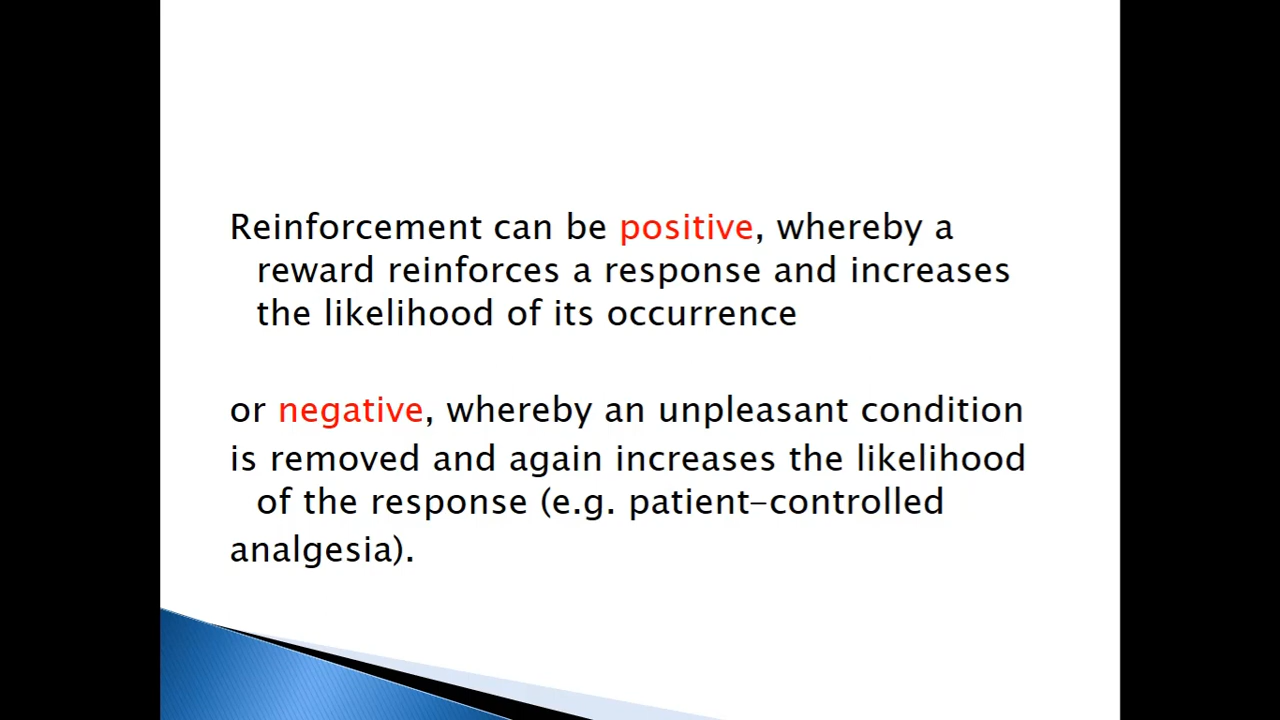 Reinforcement can be positive, whereby a
reward reinforces a response and increases
the likelihood of its occurrence
or negative, whereby an unpleasant condition
is removed and again increases the likelihood
of the response (e.g. patient-controlled
analgesia).